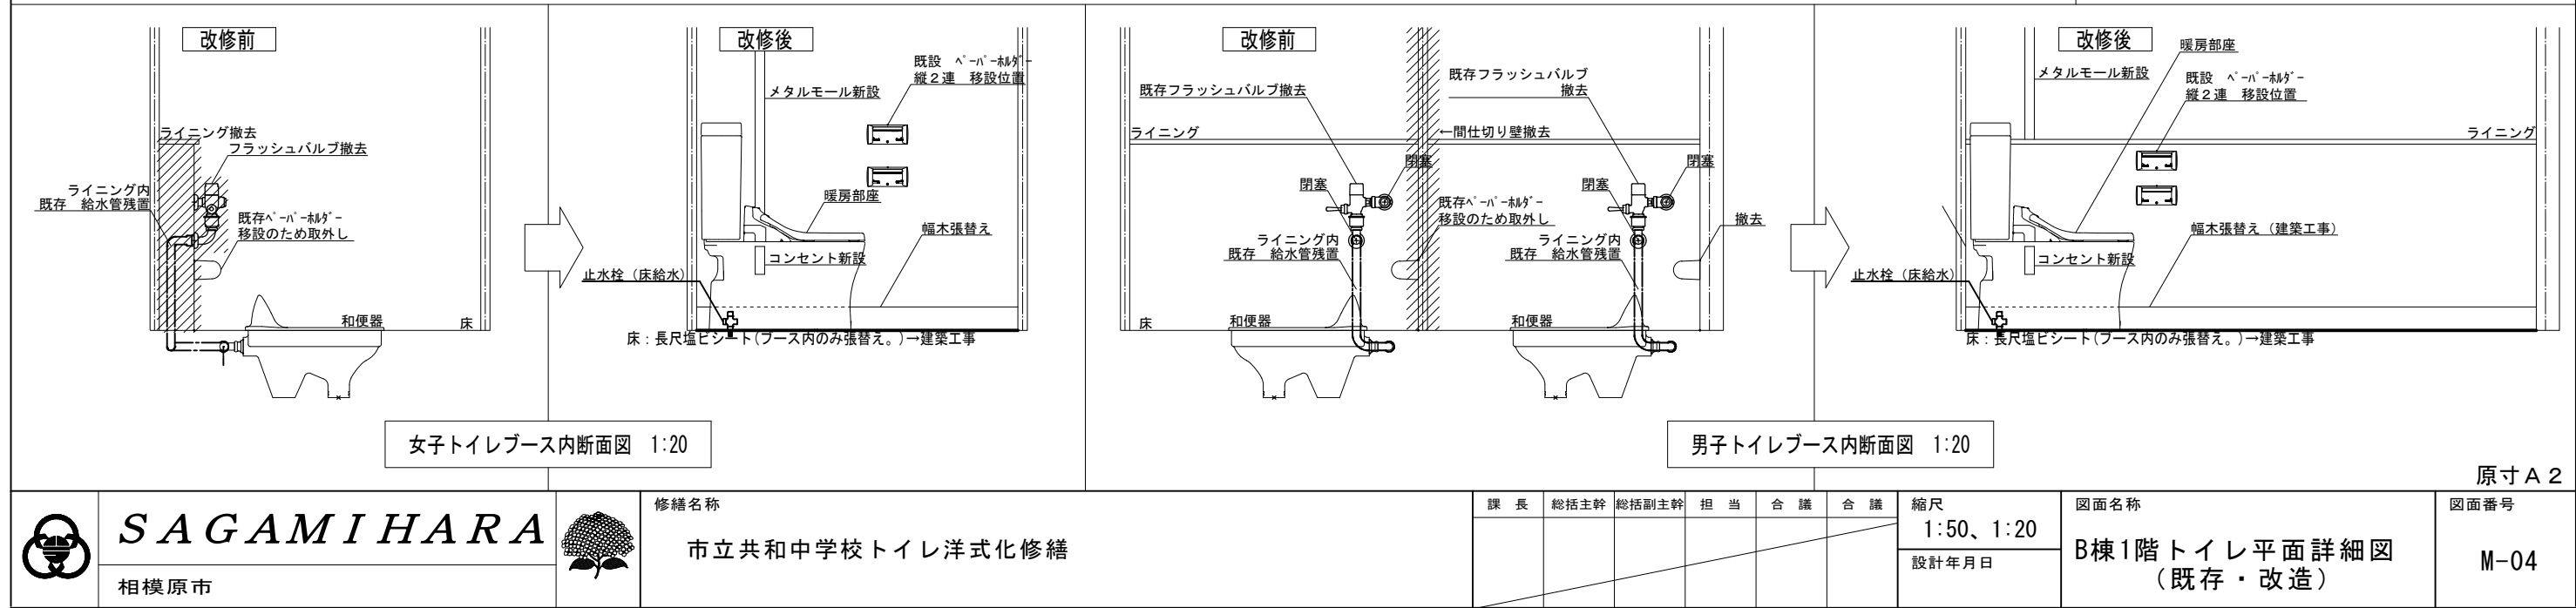 改修前
ライニング撤去
フラッシュバルブ撤去
ライニング内
既存 給水管残置
既存ﾍﾟｰﾊﾟｰﾎﾙﾀﾞｰ
移設のため取外し
和便器
床
改修後
既設 ﾍﾟｰﾊﾟｰﾎﾙﾀﾞｰ
縦2連 移設位置
メタルモール新設
暖房部座
幅木張替え
コンセント新設
止水栓（床給水）
床：長尺塩ビシート(ブース内のみ張替え。)→建築工事
女子トイレブース内断面図 1:20
改修前
既存フラッシュバルブ撤去
既存フラッシュバルブ
撤去
ライニング
←間仕切り壁撤去
閉塞
閉塞
閉塞
閉塞
既存ﾍﾟｰﾊﾟｰﾎﾙﾀﾞｰ
移設のため取外し
撤去
ライニング内
既存 給水管残置
ライニング内
既存 給水管残置
床
和便器
和便器
改修後
暖房部座
メタルモール新設
既設 ﾍﾟｰﾊﾟｰﾎﾙﾀﾞｰ
縦2連 移設位置
ライニング
幅木張替え（建築工事）
コンセント新設
止水栓（床給水）
床：長尺塩ビシート(ブース内のみ張替え。)→建築工事
男子トイレブース内断面図 1:20
原寸A2
SAGAMIHARA
相模原市
修繕名称
市立共和中学校トイレ洋式化修繕
課長 総括主幹 総括副主幹 担当 合議 合議
縮尺
1:50、1:20
設計年月日
図面名称
B棟1階トイレ平面詳細図
（既存・改造）
図面番号
M-04